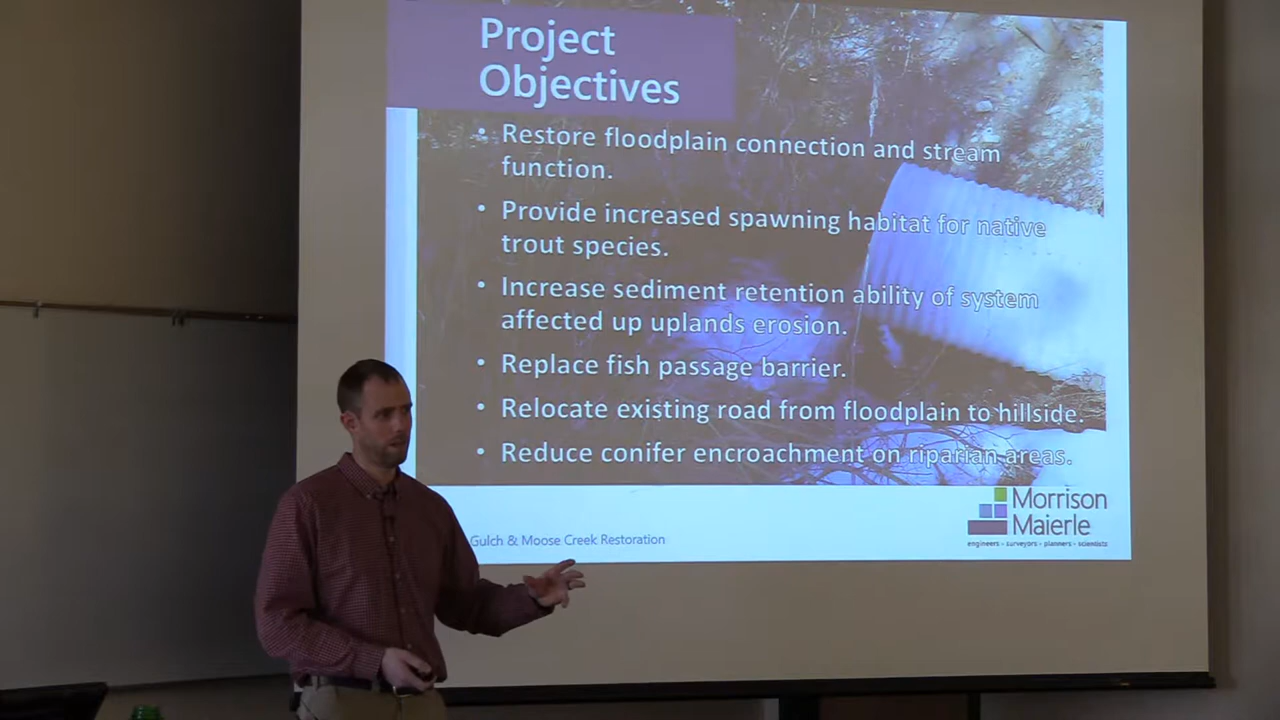 Project
Objectives
• Restore floodplain connection and stream
function.
• Provide increased spawning habitat for native
trout species.
• Increase sediment retention ability of system
affected up uplands erosion.
• Replace fish passage barrier.
• Relocate existing road from floodplain to hillside.
• Reduce conifer encroachment on riparian areas.
Gulch & Moose Creek Restoration
Morrison
Maierle
engineers • surveyors • planners • scientists